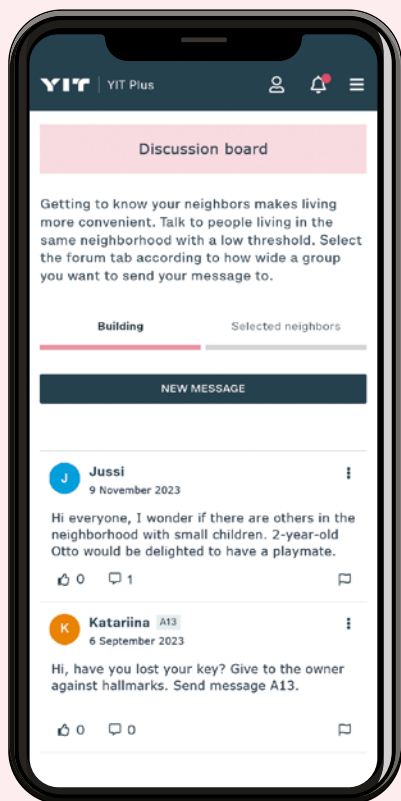 YIT YIT Plus
Discussion board
Getting to know your neighbors makes living
more convenient. Talk to people living in the
same neighborhood with a low threshold. Select
the forum tab according to how wide a group
you want to send your message to.
Building Selected neighbors
NEW MESSAGE
J Jussi
9 November 2023
Hi everyone, I wonder if there are others in the
neighborhood with small children. 2-year-old
Otto would be delighted to have a playmate.
0 1
K Katariina A13
6 September 2023
Hi, have you lost your key? Give to the owner
against hallmarks. Send message A13.
0 0